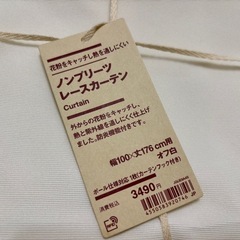 花粉をキャッチし熱を通しにくい
ノンプリーツ
レースカーテン
Curtain
外からの花粉をキャッチし、
熱と紫外線を通しにくく仕上げ
ました。防炎機能付きです。
幅100×丈176cm用
オフ白
ポール仕様対応 1枚(カーテンフック付き)
消費税込 3490円
JP